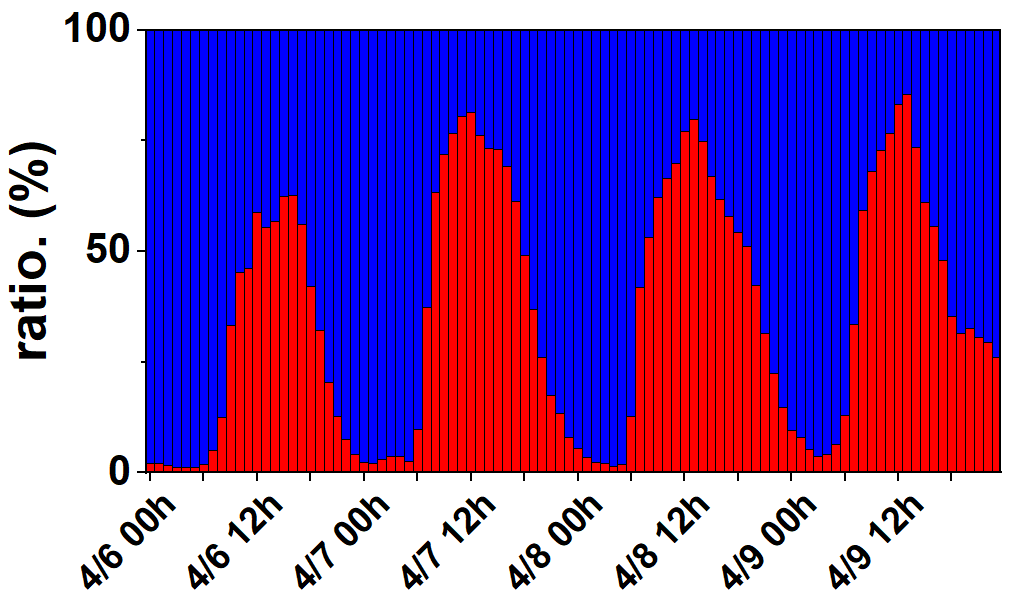 100
50
0
ratio. (%)
4/6 00h
4/6 12h
4/7 00h
4/7 12h
4/8 00h
4/8 12h
4/9 00h
4/9 12h